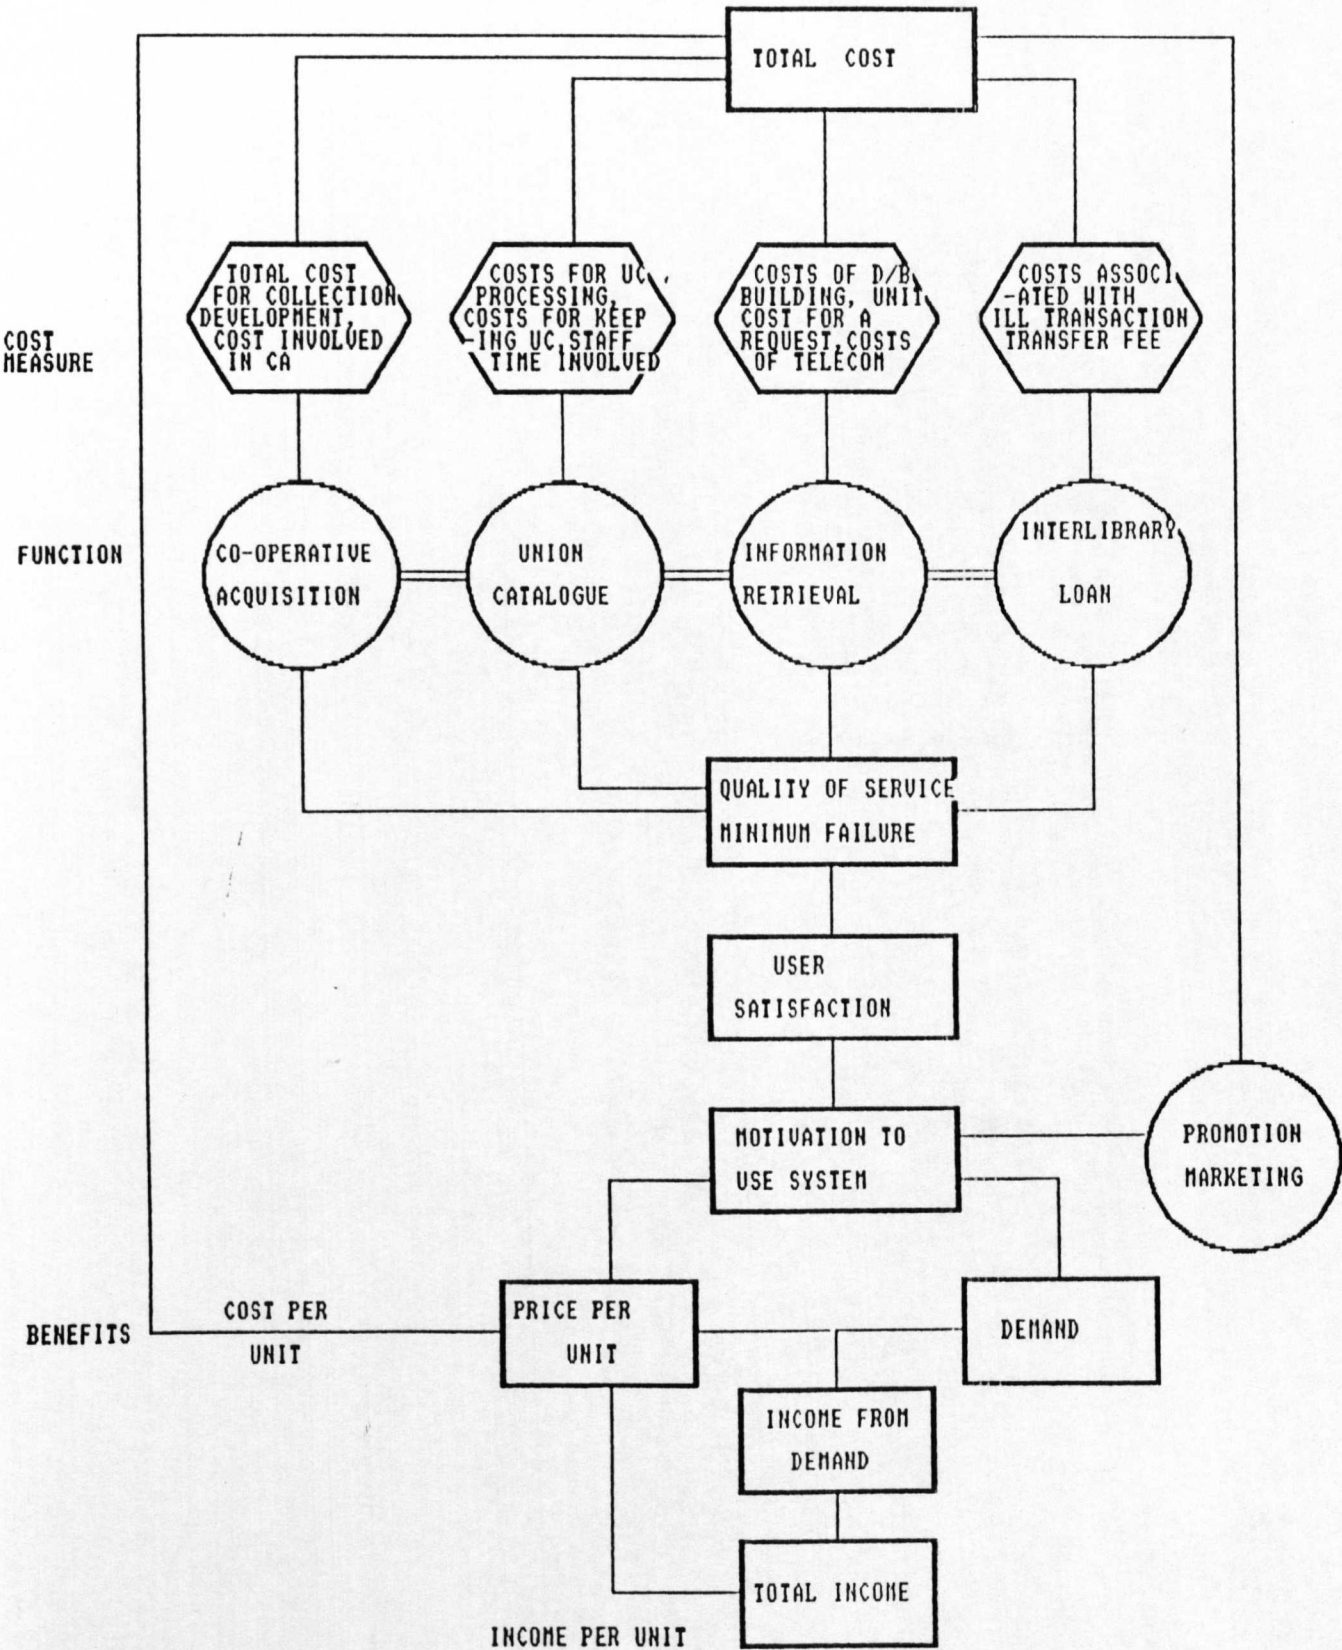 TOTAL COST
TOTAL COST
FOR COLLECTION
DEVELOPMENT,
COST INVOLVED
IN CA
COSTS FOR UC,
PROCESSING,
COSTS FOR KEEP
-ING UC,STAFF
TIME INVOLVED
COSTS OF D/B
BUILDING, UNIT
COST FOR A
REQUEST,COSTS
OF TELECOM
COSTS ASSOCI
-ATED WITH
ILL TRANSACTION
TRANSFER FEE
COST
MEASURE
FUNCTION
CO-OPERATIVE
ACQUISITION
UNION
CATALOGUE
INFORMATION
RETRIEVAL
INTERLIBRARY
LOAN
QUALITY OF SERVICE
MINIMUM FAILURE
USER
SATISFACTION
MOTIVATION TO
USE SYSTEM
PROMOTION
MARKETING
BENEFITS
COST PER
UNIT
PRICE PER
UNIT
DEMAND
INCOME FROM
DEMAND
TOTAL INCOME
INCOME PER UNIT